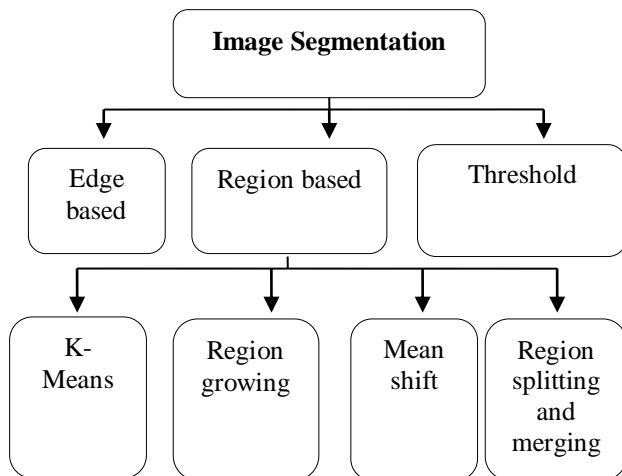 Image Segmentation
Edge
based
Region based
Threshold
K-
Means
Region
growing
Mean
shift
Region
splitting
and
merging